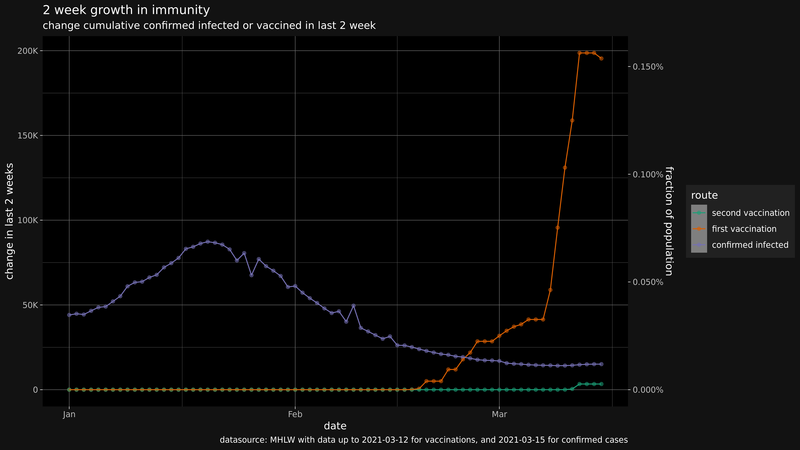 2 week growth in immunity
change cumulative confirmed infected or vaccined in last 2 week
change in last 2 weeks
200K
150K
100K
50K
0
0.150%
0.100%
0.050%
0.000%
fraction of population
Jan
Feb
Mar
date
route
second vaccination
first vaccination
confirmed infected
datasource: MHLW with data up to 2021-03-12 for vaccinations, and 2021-03-15 for confirmed cases